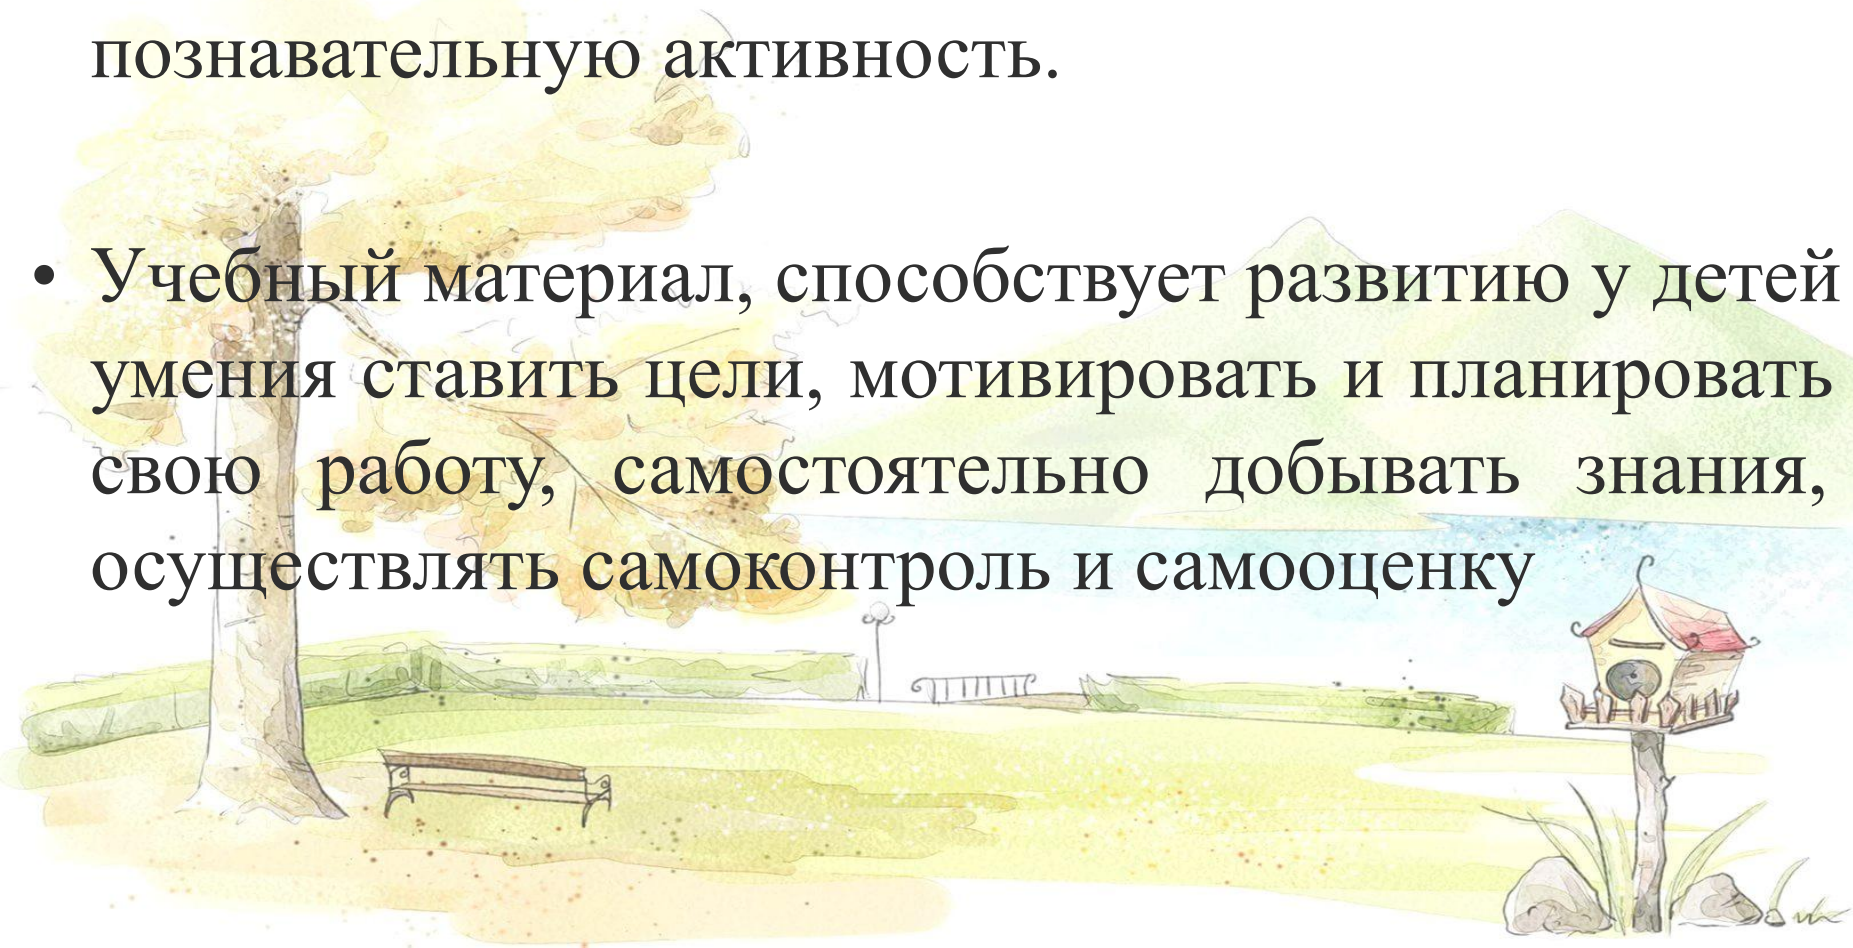 познавательную активность.
• Учебный материал, способствует развитию у детей
умения ставить цели, мотивировать и планировать
свою работу, самостоятельно добывать знания,
осуществлять самоконтроль и самооценку